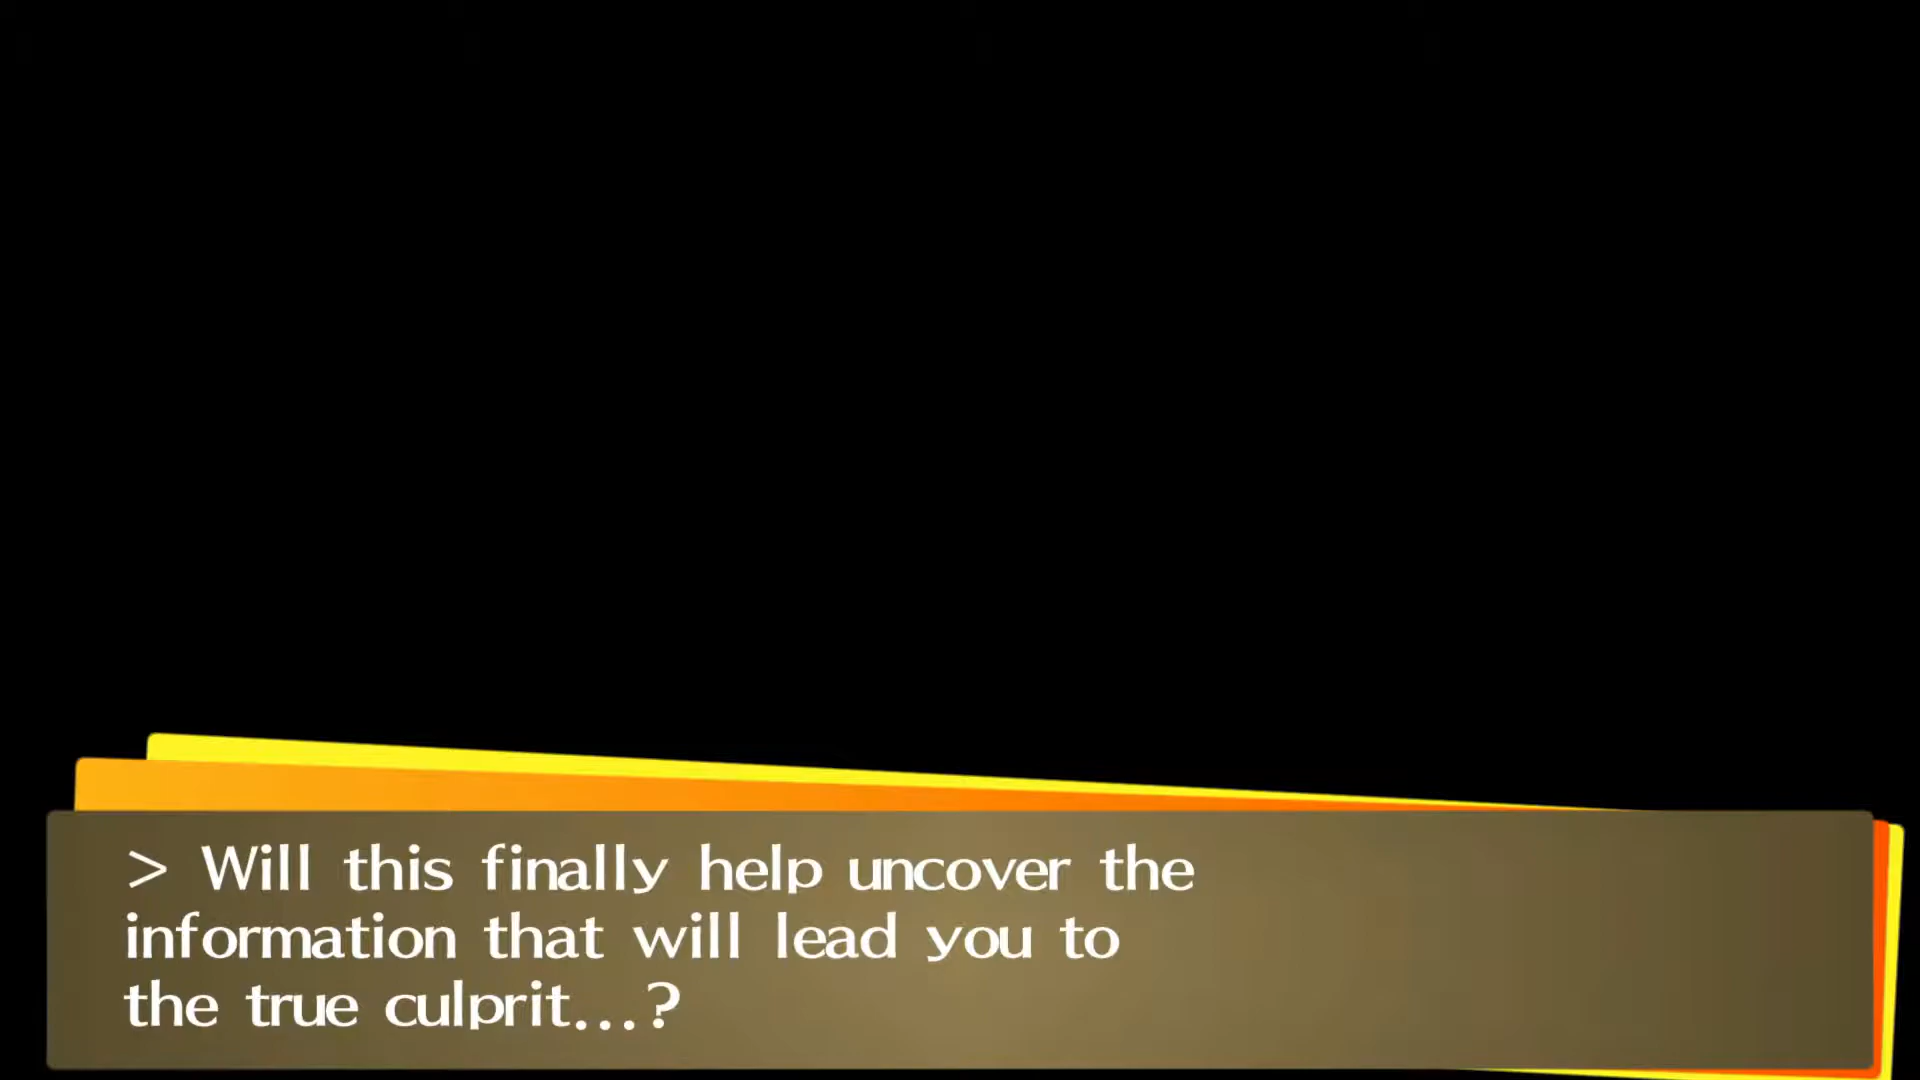 > Will this finally help uncover the
information that will lead you to
the true culprit...?